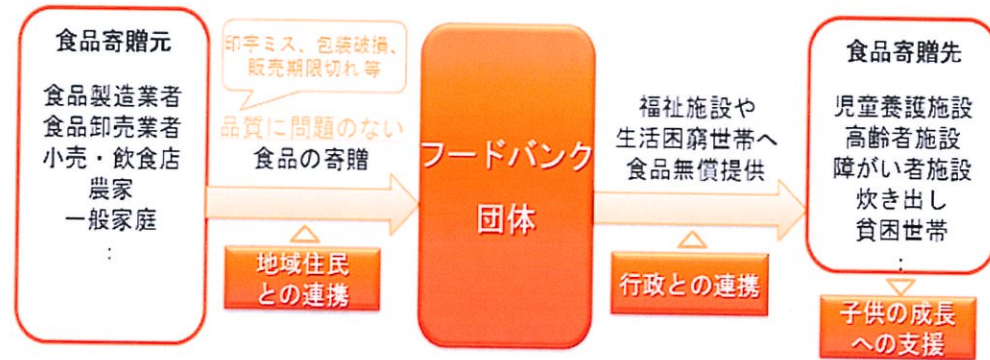 食品寄贈元
食品製造業者
食品卸売業者
小売・飲食店
農家
一般家庭
:
印字ミス、包装破損、
販売期限切れ等
品質に問題のない
食品の寄贈
地域住民
との連携
フードバンク
団体
福祉施設や
生活困窮世帯へ
食品無償提供
行政との連携
食品寄贈先
児童養護施設
高齢者施設
障がい者施設
炊き出し
貧困世帯
:
子供の成長
への支援